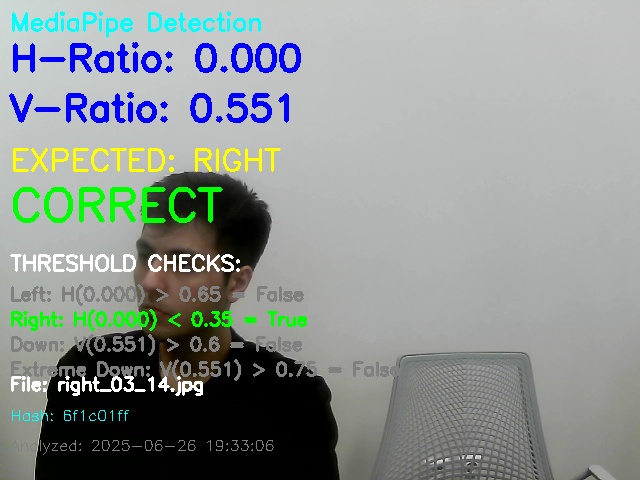 MediaPipe Detection
H-Ratio: 0.000
V-Ratio: 0.551
EXPECTED: RIGHT
CORRECT
THRESHOLD CHECKS:
Left: H(0.000) > 0.65 = False
Right: H(0.000) < 0.35 = True
Down: V(0.551) > 0.6 = False
Extreme Down: V(0.551) > 0.75 = False
File: right_03_14.jpg
Hash: 6f1c01ff
Analyzed: 2025-06-26 19:33:06